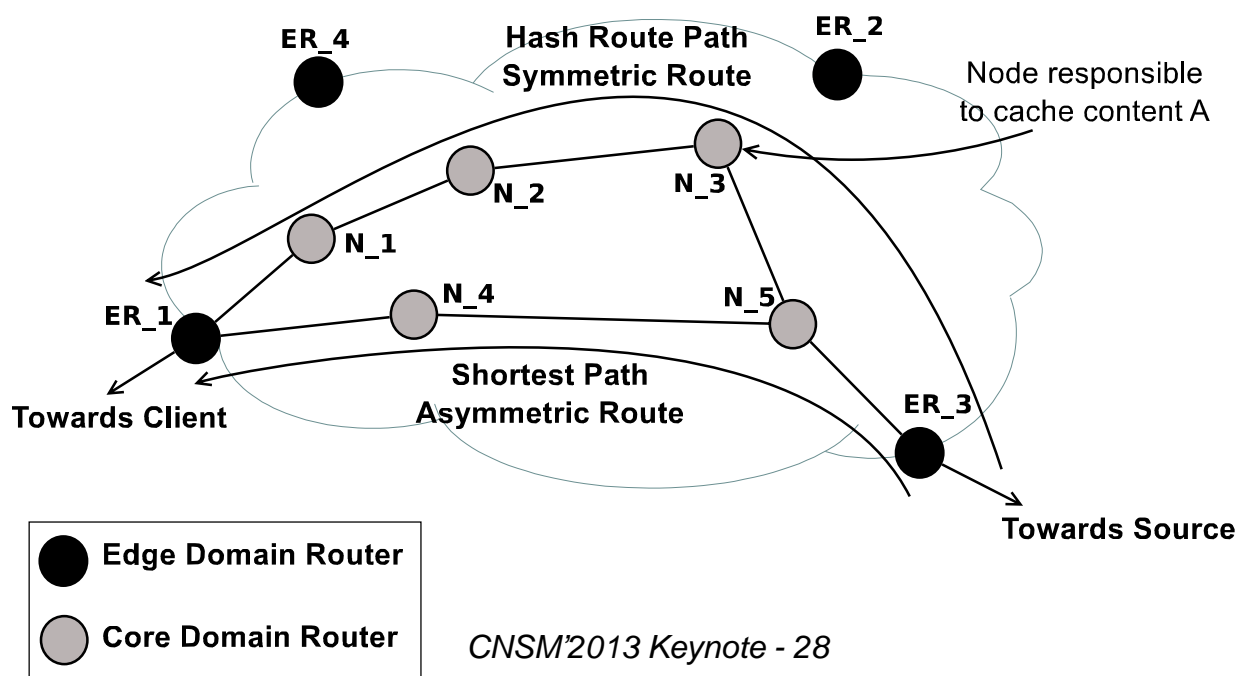 ER_4
Hash Route Path
Symmetric Route
ER_2
Node responsible
to cache content A
N_2
N_3
N_1
ER_1
N_4
N_5
Shortest Path
Asymmetric Route
Towards Client
ER_3
Towards Source
Edge Domain Router
Core Domain Router
CNSM'2013 Keynote - 28